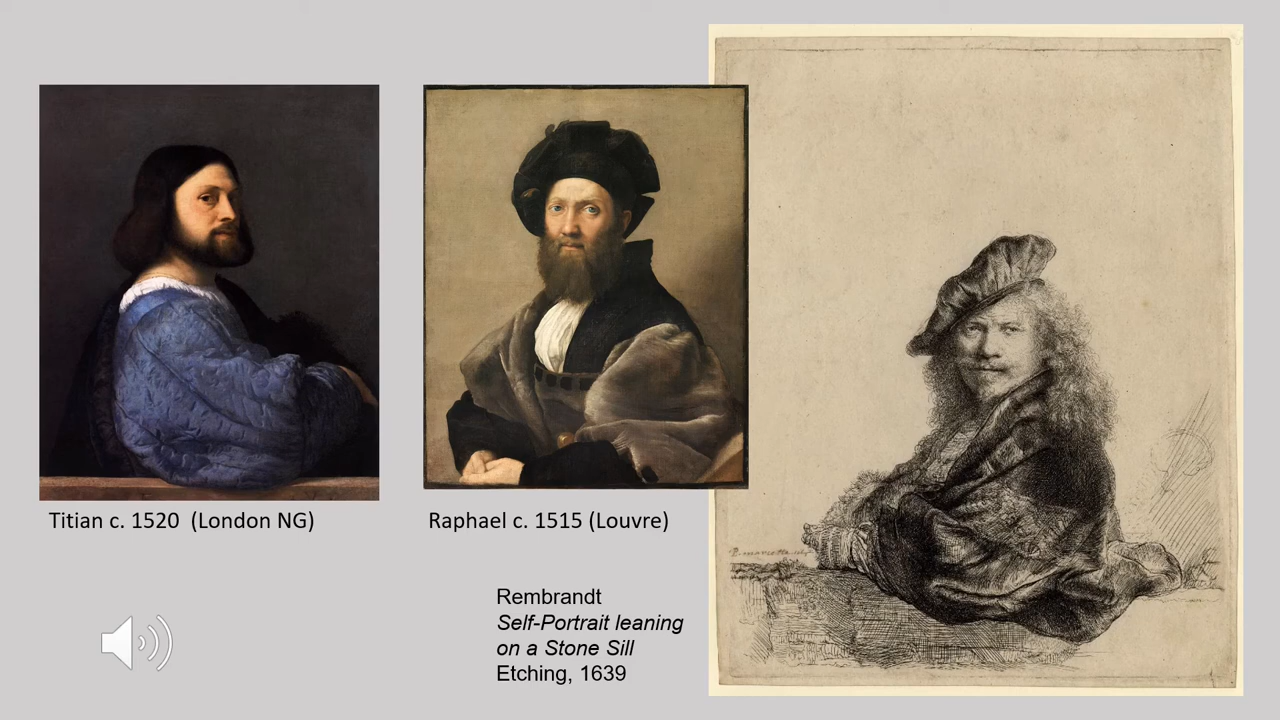 Titian c. 1520  (London NG)
Raphael c. 1515 (Louvre)
Rembrandt
Self-Portrait leaning
on a Stone Sill
Etching, 1639